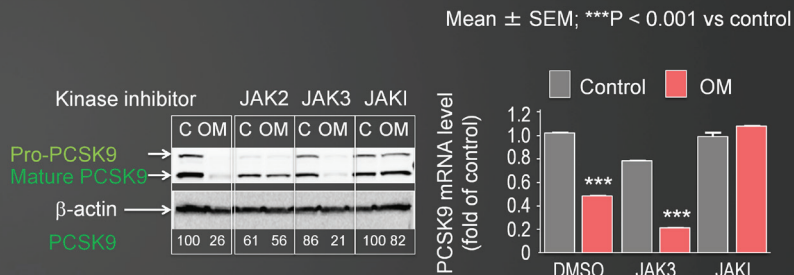 Mean ± SEM; ***P < 0.001 vs control
Kinase inhibitor JAK2 JAK3 JAKI
C OM C OM C OM C OM
Pro-PCSK9
Mature PCSK9
β-actin
PCSK9 100 26 61 56 86 21 100 82
Control OM
PCSK9 mRNA level
(fold of control)
1.2
1.0
0.8
0.6
0.4
0.2
0
***
***
DMSO JAK3 JAKI